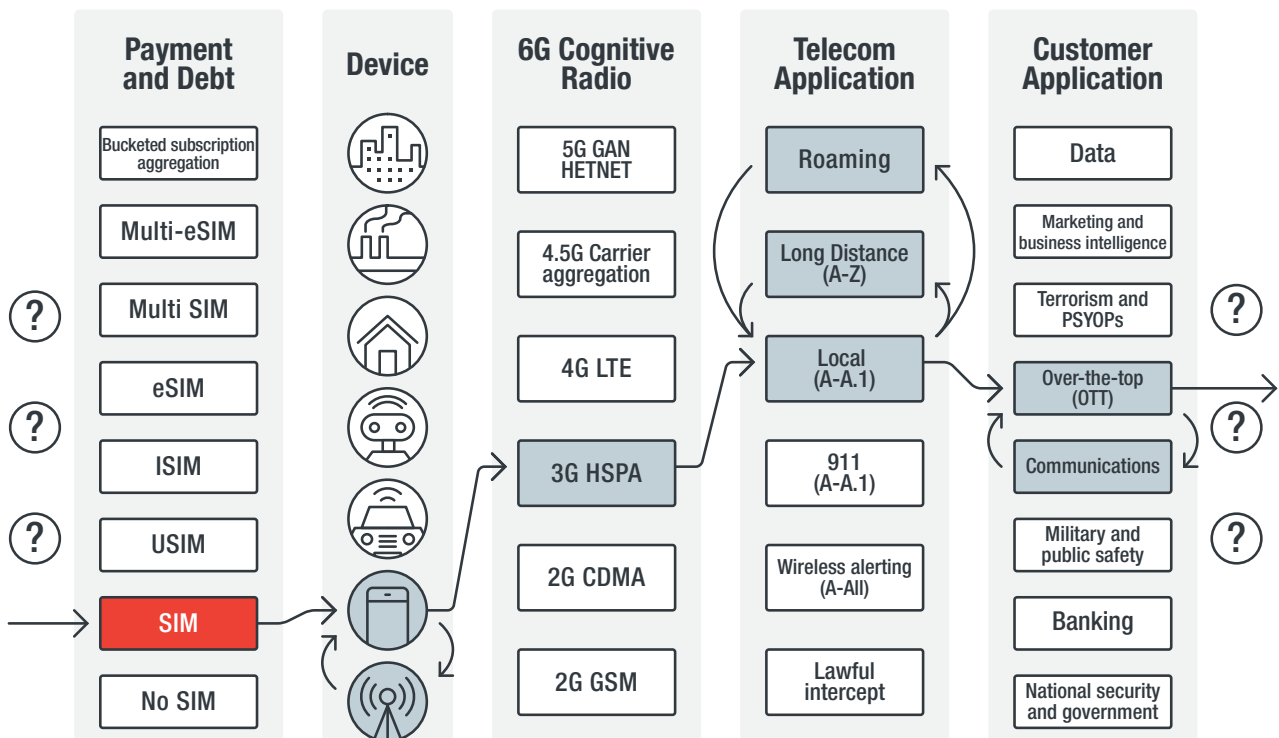 Payment
and Debt
Bucketed subscription
aggregation
Multi-eSIM
Multi SIM
eSIM
ISIM
USIM
SIM
No SIM
?
?
?
Device
6G Cognitive
Radio
5G GAN
HETNET
4.5G Carrier
aggregation
4G LTE
3G HSPA
2G CDMA
2G GSM
Telecom
Application
Roaming
Long Distance
(A-Z)
Local
(A-A.1)
911
(A-A.1)
Wireless alerting
(A-All)
Lawful
intercept
Customer
Application
Data
Marketing and
business intelligence
Terrorism and
PSYOPs
Over-the-top
(OTT)
Communications
Military and
public safety
Banking
National security
and government
?
?
?